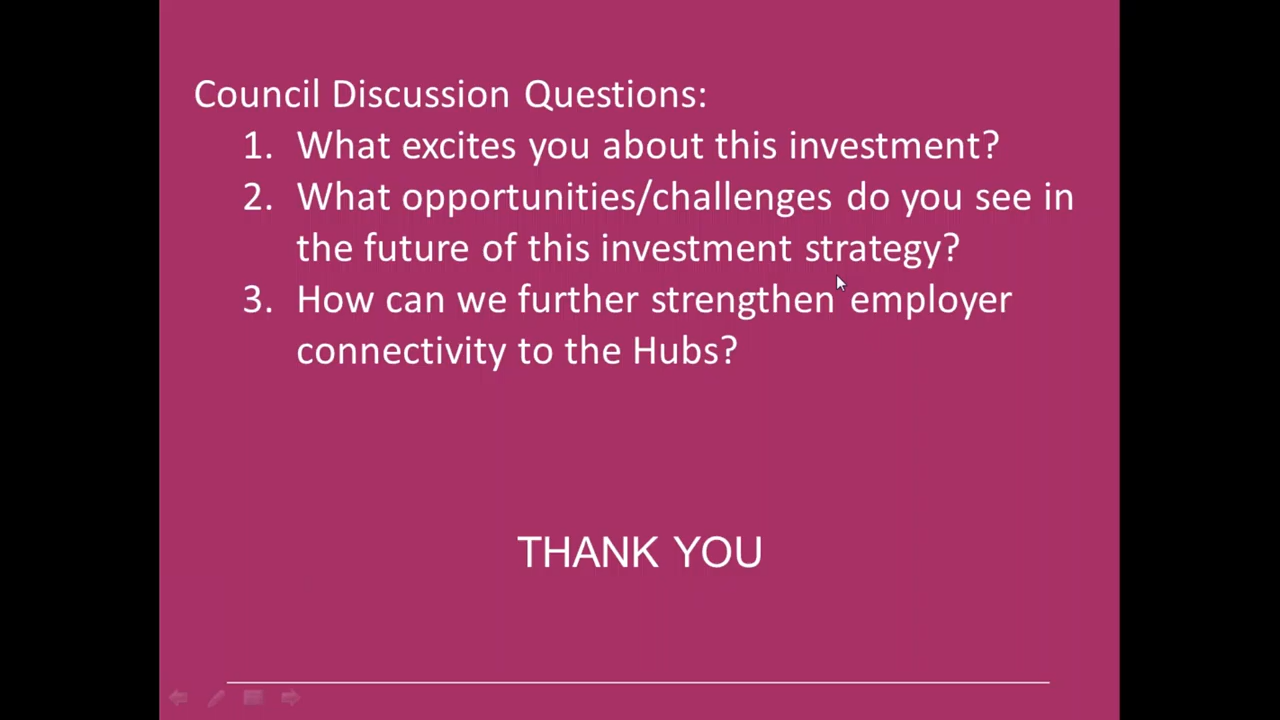 Council Discussion Questions:
1. What excites you about this investment?
2. What opportunities/challenges do you see in
the future of this investment strategy?
3. How can we further strengthen employer
connectivity to the Hubs?
THANK YOU